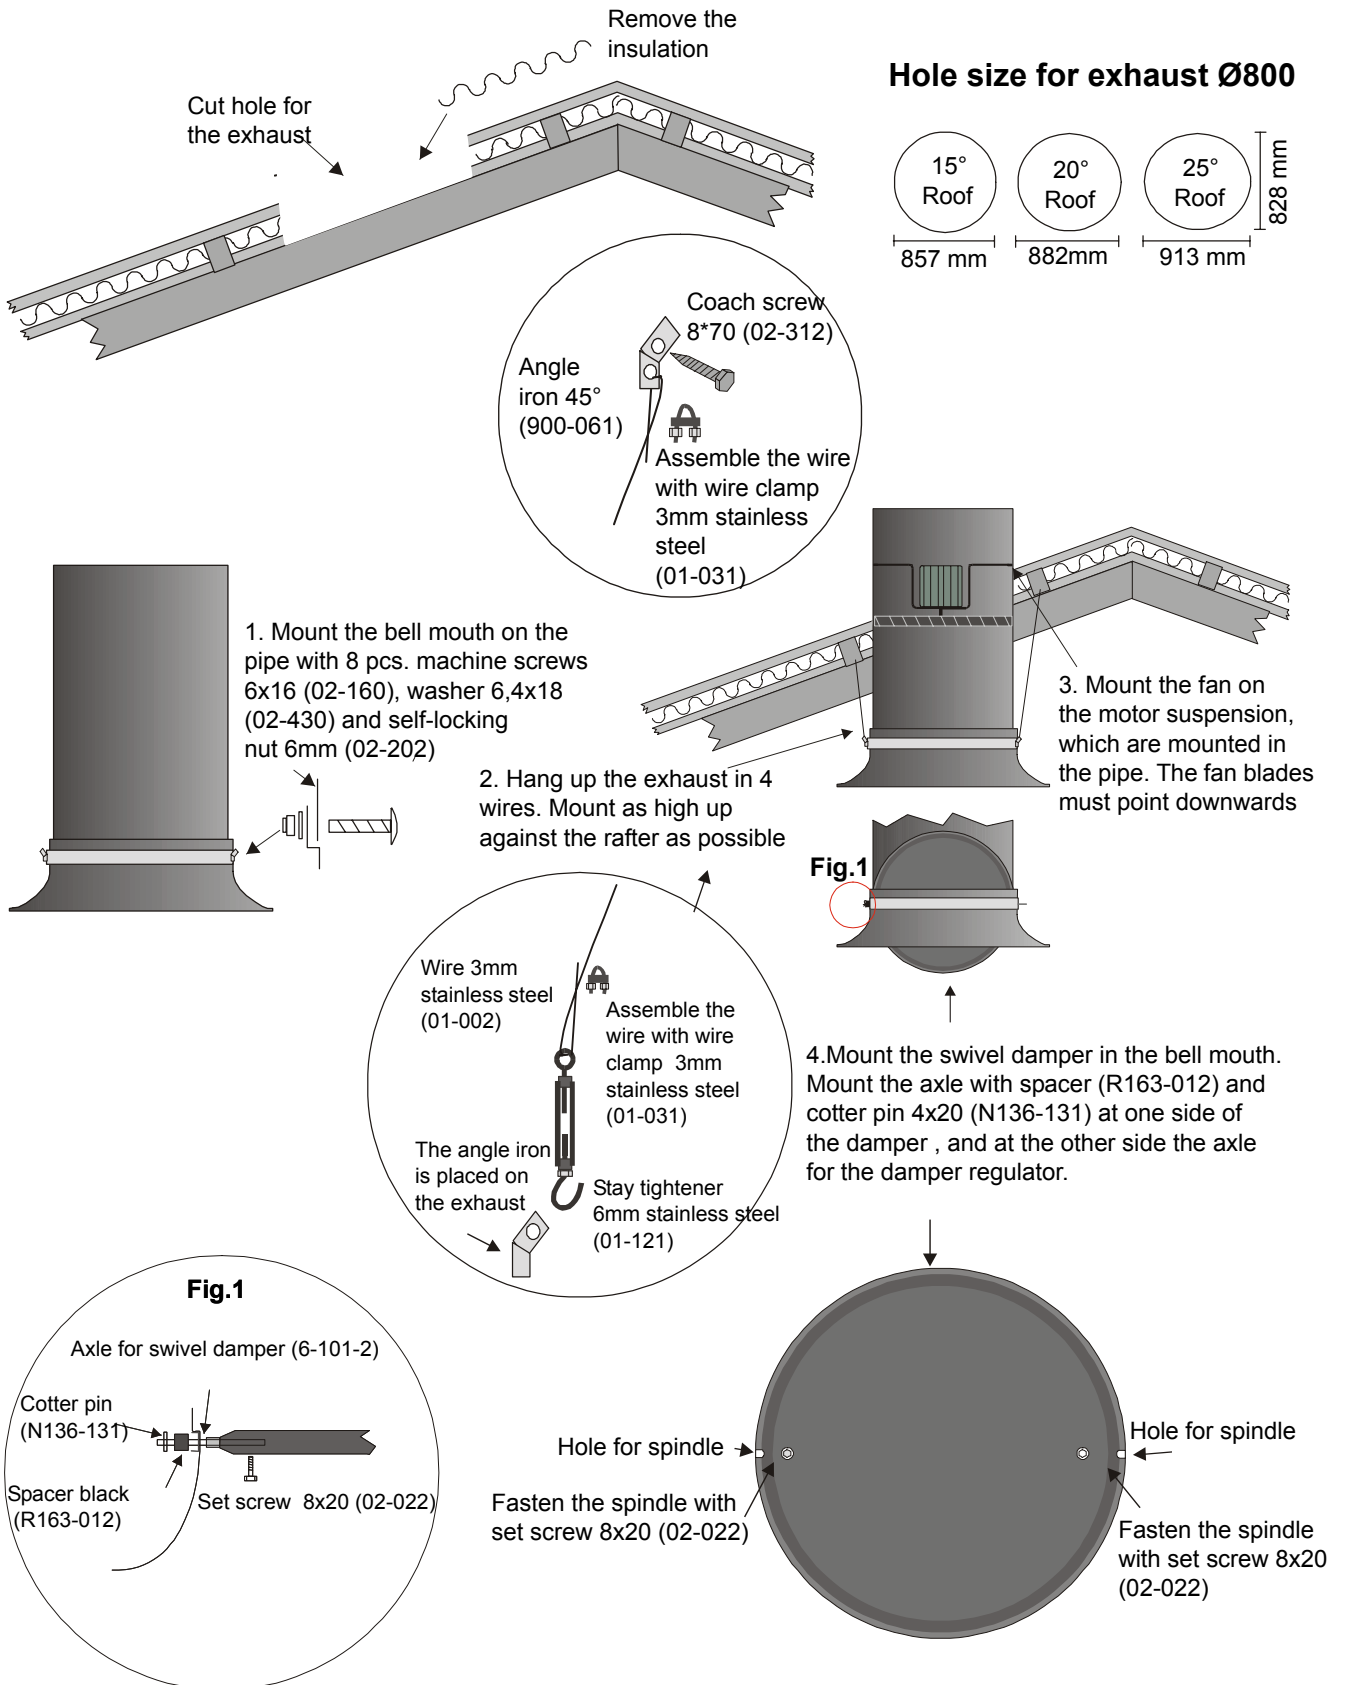 Remove the
insulation
Hole size for exhaust Ø800
Cut hole for
the exhaust
15°
Roof
20°
Roof
25°
Roof
828 mm
857 mm
882mm
913 mm
Coach screw
8*70 (02-312)
Angle
iron 45°
(900-061)
Assemble the wire
with wire clamp
3mm stainless
steel
(01-031)
1. Mount the bell mouth on the
pipe with 8 pcs. machine screws
6x16 (02-160), washer 6,4x18
(02-430) and self-locking
nut 6mm (02-202)
2. Hang up the exhaust in 4
wires. Mount as high up
against the rafter as possible
3. Mount the fan on
the motor suspension,
which are mounted in
the pipe. The fan blades
must point downwards
Fig.1
Wire 3mm
stainless steel
(01-002)
Assemble the
wire with wire
clamp 3mm
stainless steel
(01-031)
The angle iron
is placed on
the exhaust
Stay tightener
6mm stainless steel
(01-121)
4.Mount the swivel damper in the bell mouth.
Mount the axle with spacer (R163-012) and
cotter pin 4x20 (N136-131) at one side of
the damper , and at the other side the axle
for the damper regulator.
Fig.1
Axle for swivel damper (6-101-2)
Cotter pin
(N136-131)
Spacer black
(R163-012)
Set screw 8x20 (02-022)
Hole for spindle
Fasten the spindle with
set screw 8x20 (02-022)
Hole for spindle
Fasten the spindle
with set screw 8x20
(02-022)